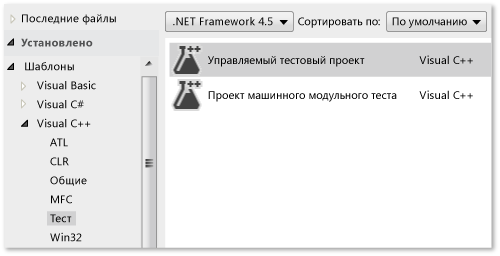 Последние файлы
Установлено
Шаблоны
Visual Basic
Visual C#
Visual C++
ATL
CLR
Общие
MFC
Тест
Win32
.NET Framework 4.5 Сортировать по: По умолчанию
Управляемый тестовый проект Visual C++
Проект машинного модульного теста Visual C++